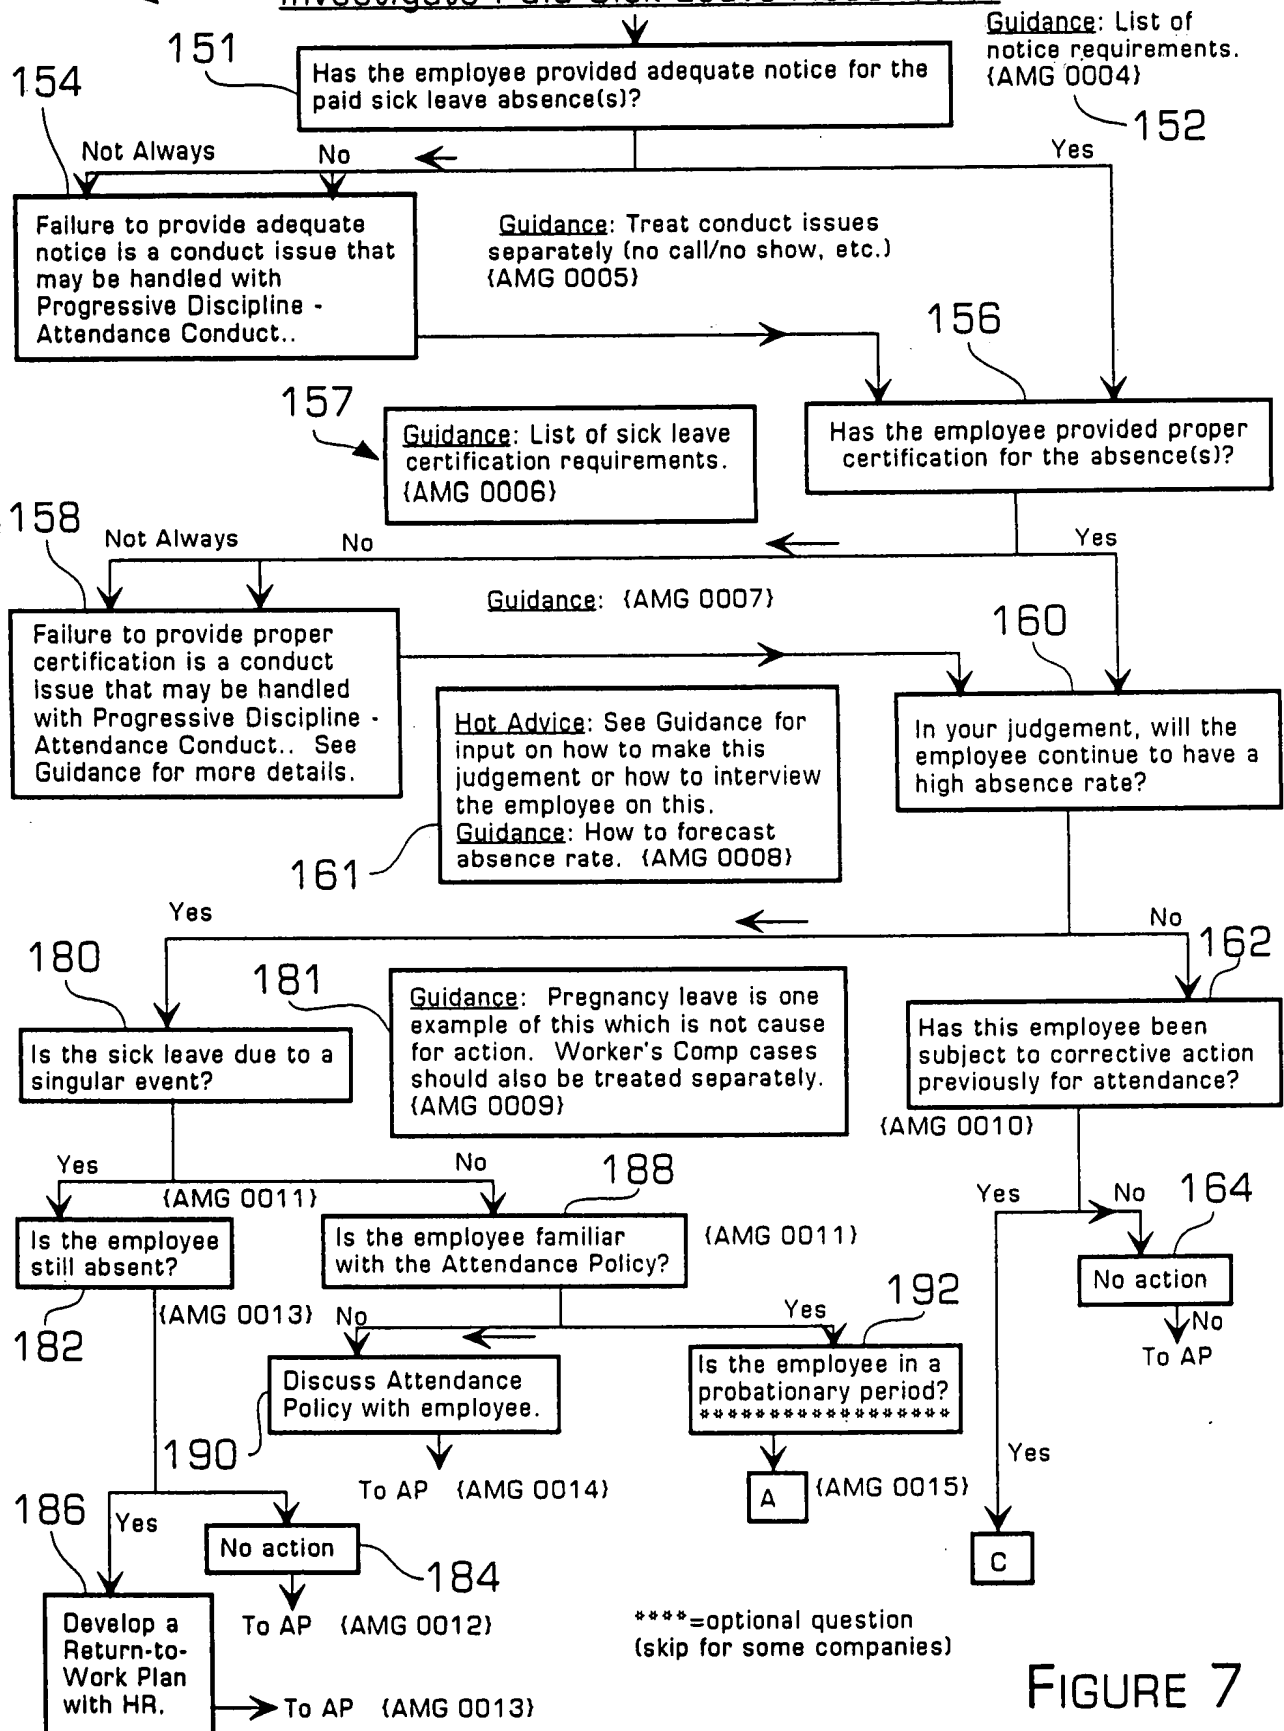 Guidance: List of
notice requirements.
{AMG 0004}
152
151
Has the employee provided adequate notice for the
paid sick leave absence(s)?
154
Not Always
No
Yes
Failure to provide adequate
notice is a conduct issue that
may be handled with
Progressive Discipline -
Attendance Conduct..
Guidance: Treat conduct issues
separately (no call/no show, etc.)
{AMG 0005}
156
157
Guidance: List of sick leave
certification requirements.
{AMG 0006}
Has the employee provided proper
certification for the absence(s)?
158
Not Always
No
Yes
Guidance: {AMG 0007}
Failure to provide proper
certification is a conduct
issue that may be handled
with Progressive Discipline -
Attendance Conduct.. See
Guidance for more details.
160
Hot Advice: See Guidance for
input on how to make this
judgement or how to interview
the employee on this.
Guidance: How to forecast
absence rate. {AMG 0008}
161
In your judgement, will the
employee continue to have a
high absence rate?
Yes
No
180
181
162
Guidance: Pregnancy leave is one
example of this which is not cause
for action. Worker's Comp cases
should also be treated separately.
{AMG 0009}
Is the sick leave due to a
singular event?
Has this employee been
subject to corrective action
previously for attendance?
{AMG 0010}
Yes
No
188
{AMG 0011}
Yes
No
164
Is the employee
still absent?
Is the employee familiar
with the Attendance Policy?
{AMG 0011}
No action
182
{AMG 0013}
No
Yes
192
No
To AP
Discuss Attendance
Policy with employee.
Is the employee in a
probationary period?
******************
190
To AP {AMG 0014}
A
{AMG 0015}
Yes
C
186
Yes
No action
184
To AP {AMG 0012}
Develop a
Return-to-
Work Plan
with HR.
To AP {AMG 0013}
****=optional question
(skip for some companies)
FIGURE 7